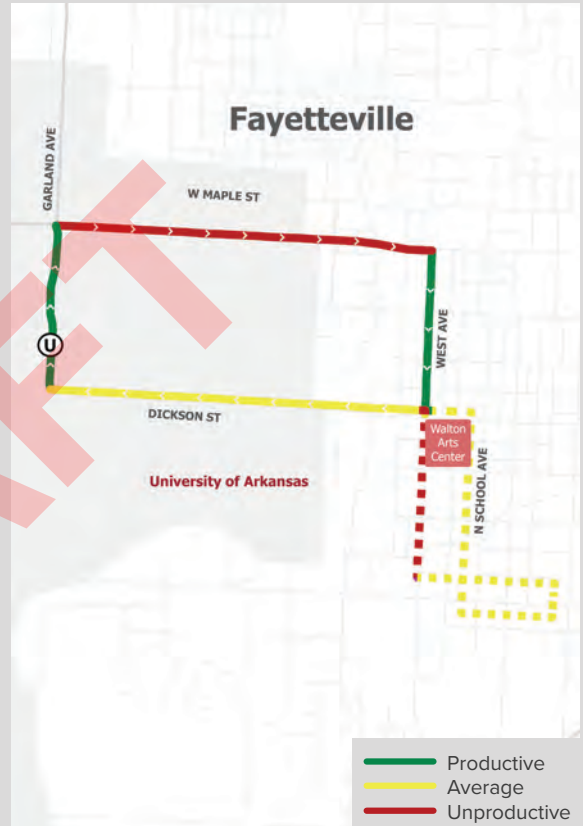 Fayetteville
GARLAND AVE
W MAPLE ST
WEST AVE
U
DICKSON ST
Walton
Arts
Center
N SCHOOL AVE
University of Arkansas
Productive
Average
Unproductive